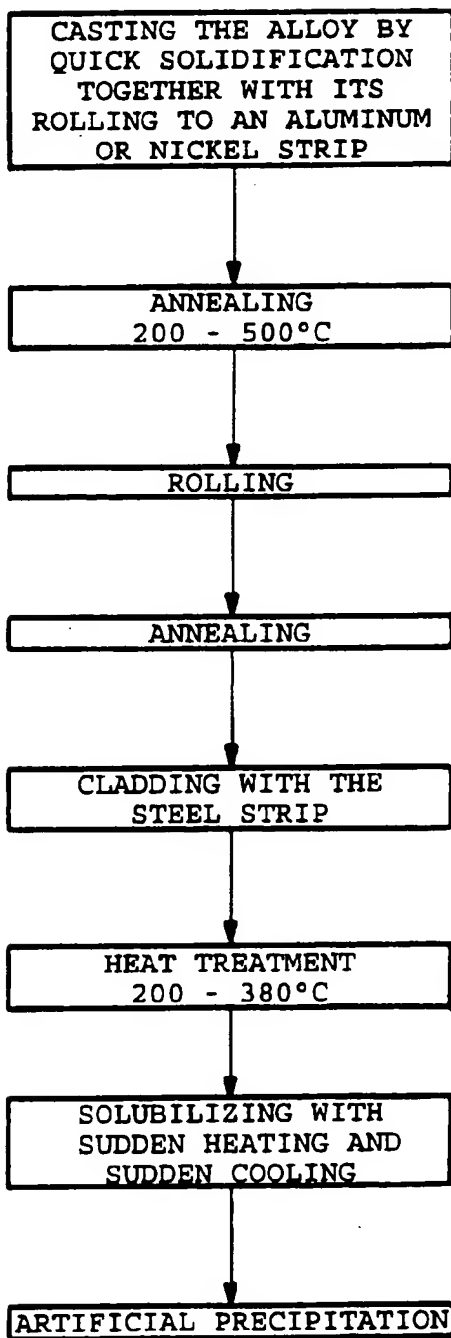 CASTING THE ALLOY BY
QUICK SOLIDIFICATION
TOGETHER WITH ITS
ROLLING TO AN ALUMINUM
OR NICKEL STRIP
ANNEALING
200 - 500°C
ROLLING
ANNEALING
CLADDING WITH THE
STEEL STRIP
HEAT TREATMENT
200 - 380°C
SOLUBILIZING WITH
SUDDEN HEATING AND
SUDDEN COOLING
ARTIFICIAL PRECIPITATION